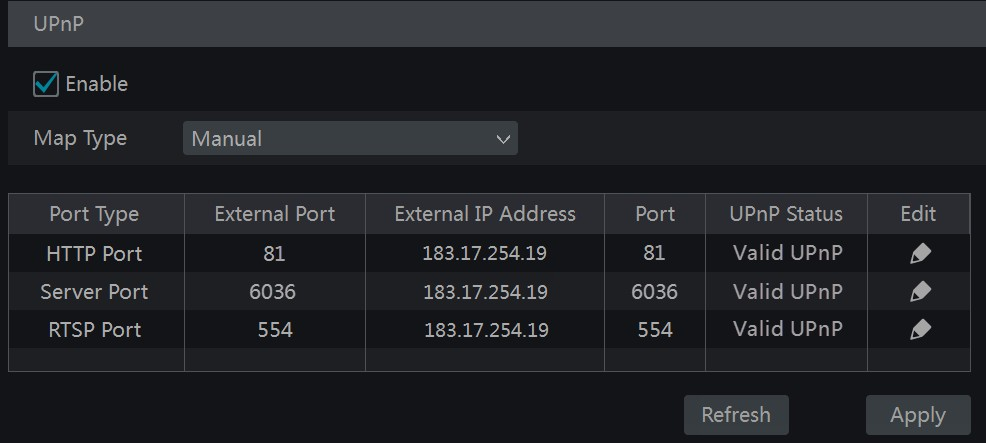 UPnP
Enable
Map Type Manual
Port Type External Port External IP Address Port UPnP Status Edit
HTTP Port 81 183.17.254.19 81 Valid UPnP
Server Port 6036 183.17.254.19 6036 Valid UPnP
RTSP Port 554 183.17.254.19 554 Valid UPnP
Refresh Apply